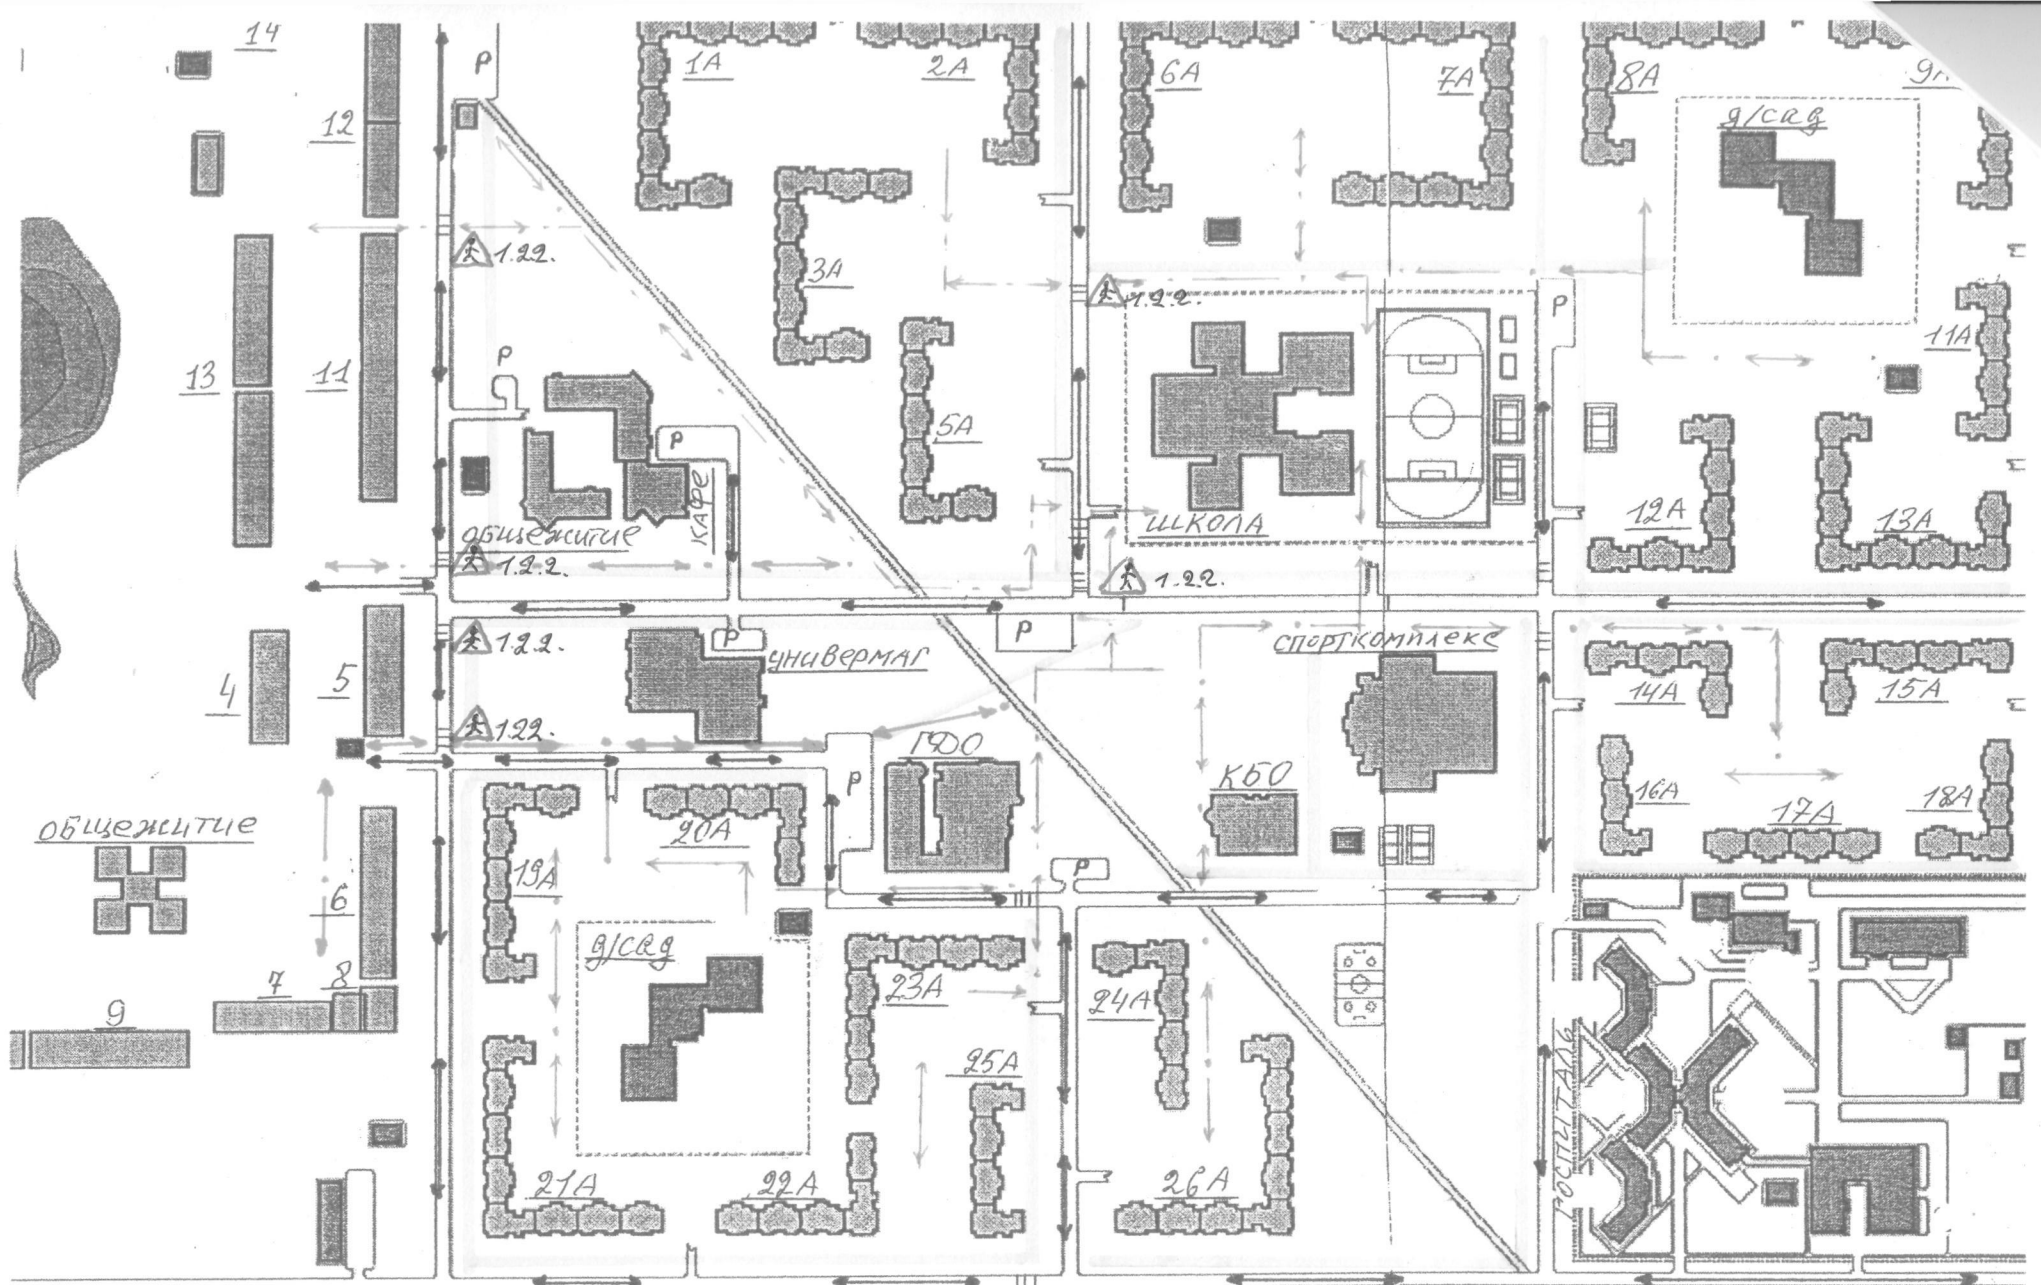 14
P
1А
2А
6А
7А
8А
12
д/сад
1.22.
3А
1.2.2.
P
11А
P
13
11
5А
P
КАФЕ
ШКОЛА
12А
13А
ОБЩЕЖИТИЕ
1.2.2.
1.22.
P
P
1.2.2.
УНИВЕРМАГ
СПОРТКОМПЛЕКС
4
5
14А
15А
1.22.
ГДО
P
КБО
16А
17А
18А
ОБЩЕЖИТИЕ
20А
19А
P
6
д/сад
7
8
23А
24А
9
25А
ГОСПИТАЛЬ
21А
22А
26А